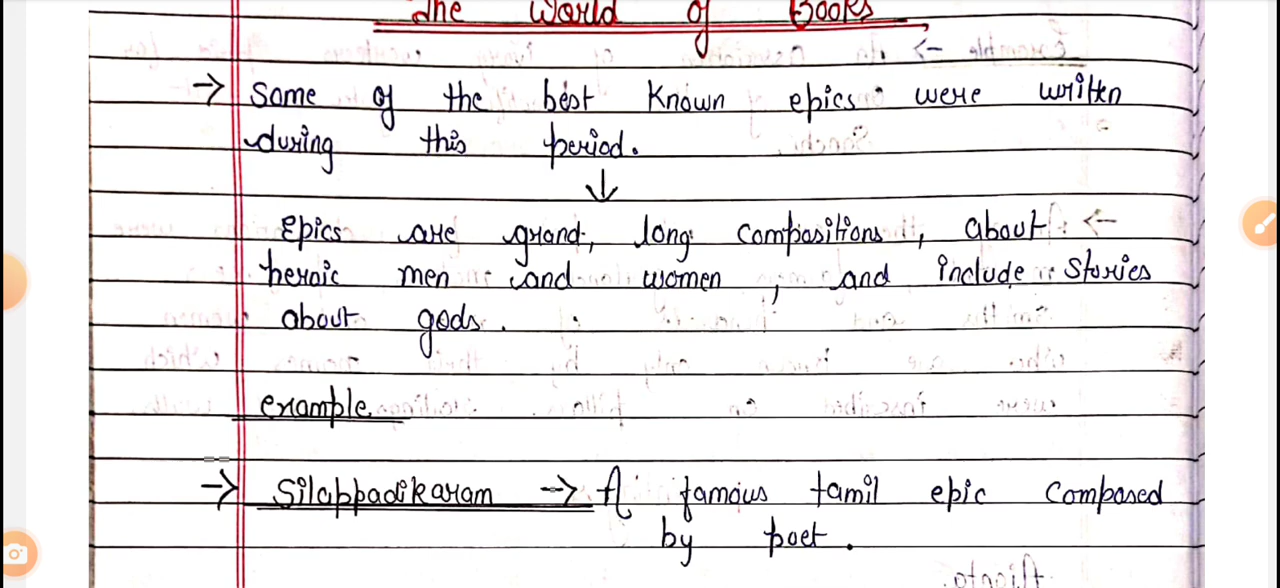 The World of Books
→ Some of the best known epics were written
during this period.
↓
Epics are grand, long compositions, about ←
heroic men and women, and include stories
about gods.
example
→ Silappadikaram → A famous tamil epic composed
by poet.